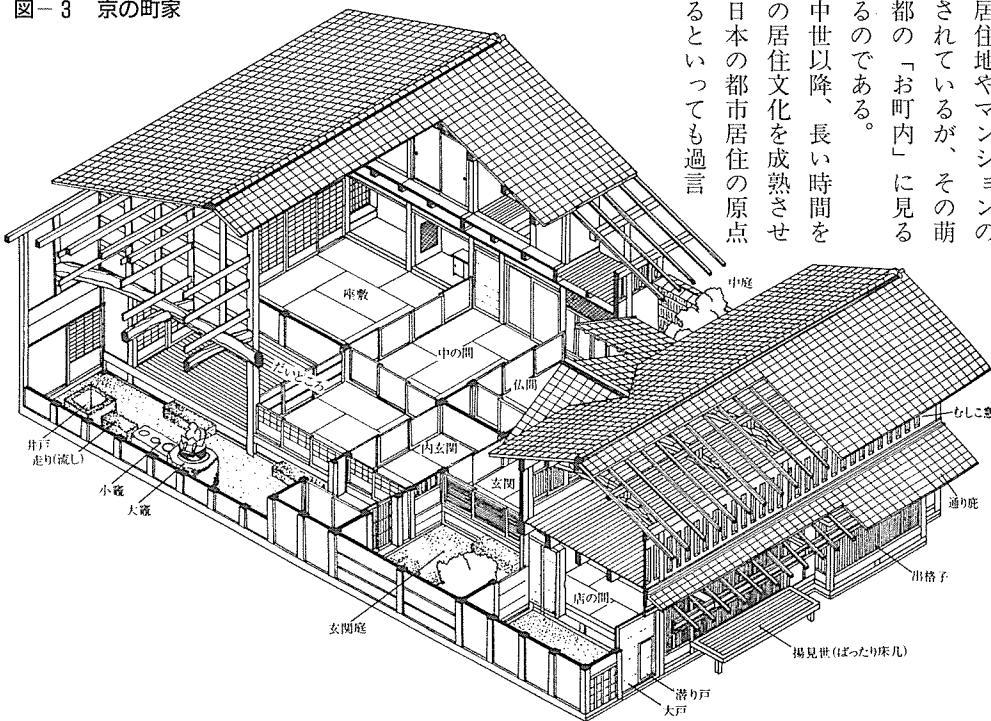 図－3　京の町家
居住地やマンションの
されているが、その萌
都の「お町内」に見る
るのである。
中世以降、長い時間を
の居住文化を成熟させ
日本の都市居住の原点
るといっても過言
中庭
座敷
中の間
だいどころ
仏間
むしこ窓
井戸
走り(流し)
内玄関
小竈
大竈
玄関
通り庇
出格子
店の間
玄関庭
揚見世(ばったり床几)
潜り戸
大戸